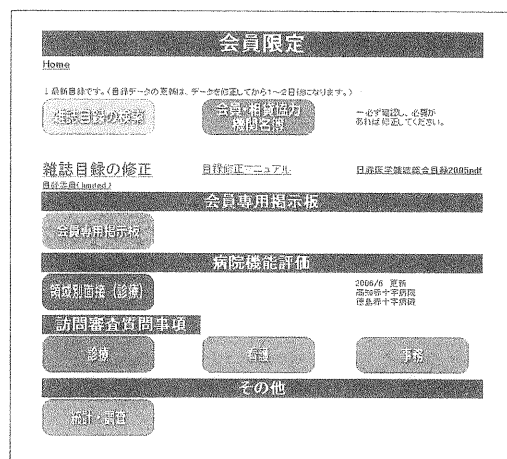 会員限定
Home
↓最新目録です。(目録データの更新は、データを修正してから1～2日後になります。)
雑誌目録の検索
会員・相貸協力
機関名簿
←必ず確認し、必要が
あれば修正してください。
雑誌目録の修正 目録修正マニュアル 日赤医学雑誌総合目録2005pdf
会員専用掲示板
会員専用掲示板
病院機能評価
領域別面接（診療）
2006/6 更新
高知赤十字病院
徳島赤十字病院
訪問審査質問事項
診療 看護 事務
その他
統計・調査